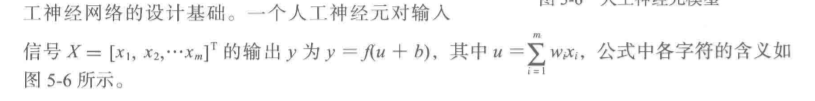 工神经网络的设计基础。一个人工神经元对输入
信号 X = [x₁, x₂,⋯xₘ]ᵀ 的输出 y 为 y = f(u + b)，其中 u = ∑ᵢ₌₁ᵐ wᵢxᵢ，公式中各字符的含义如
图 5-6 所示。